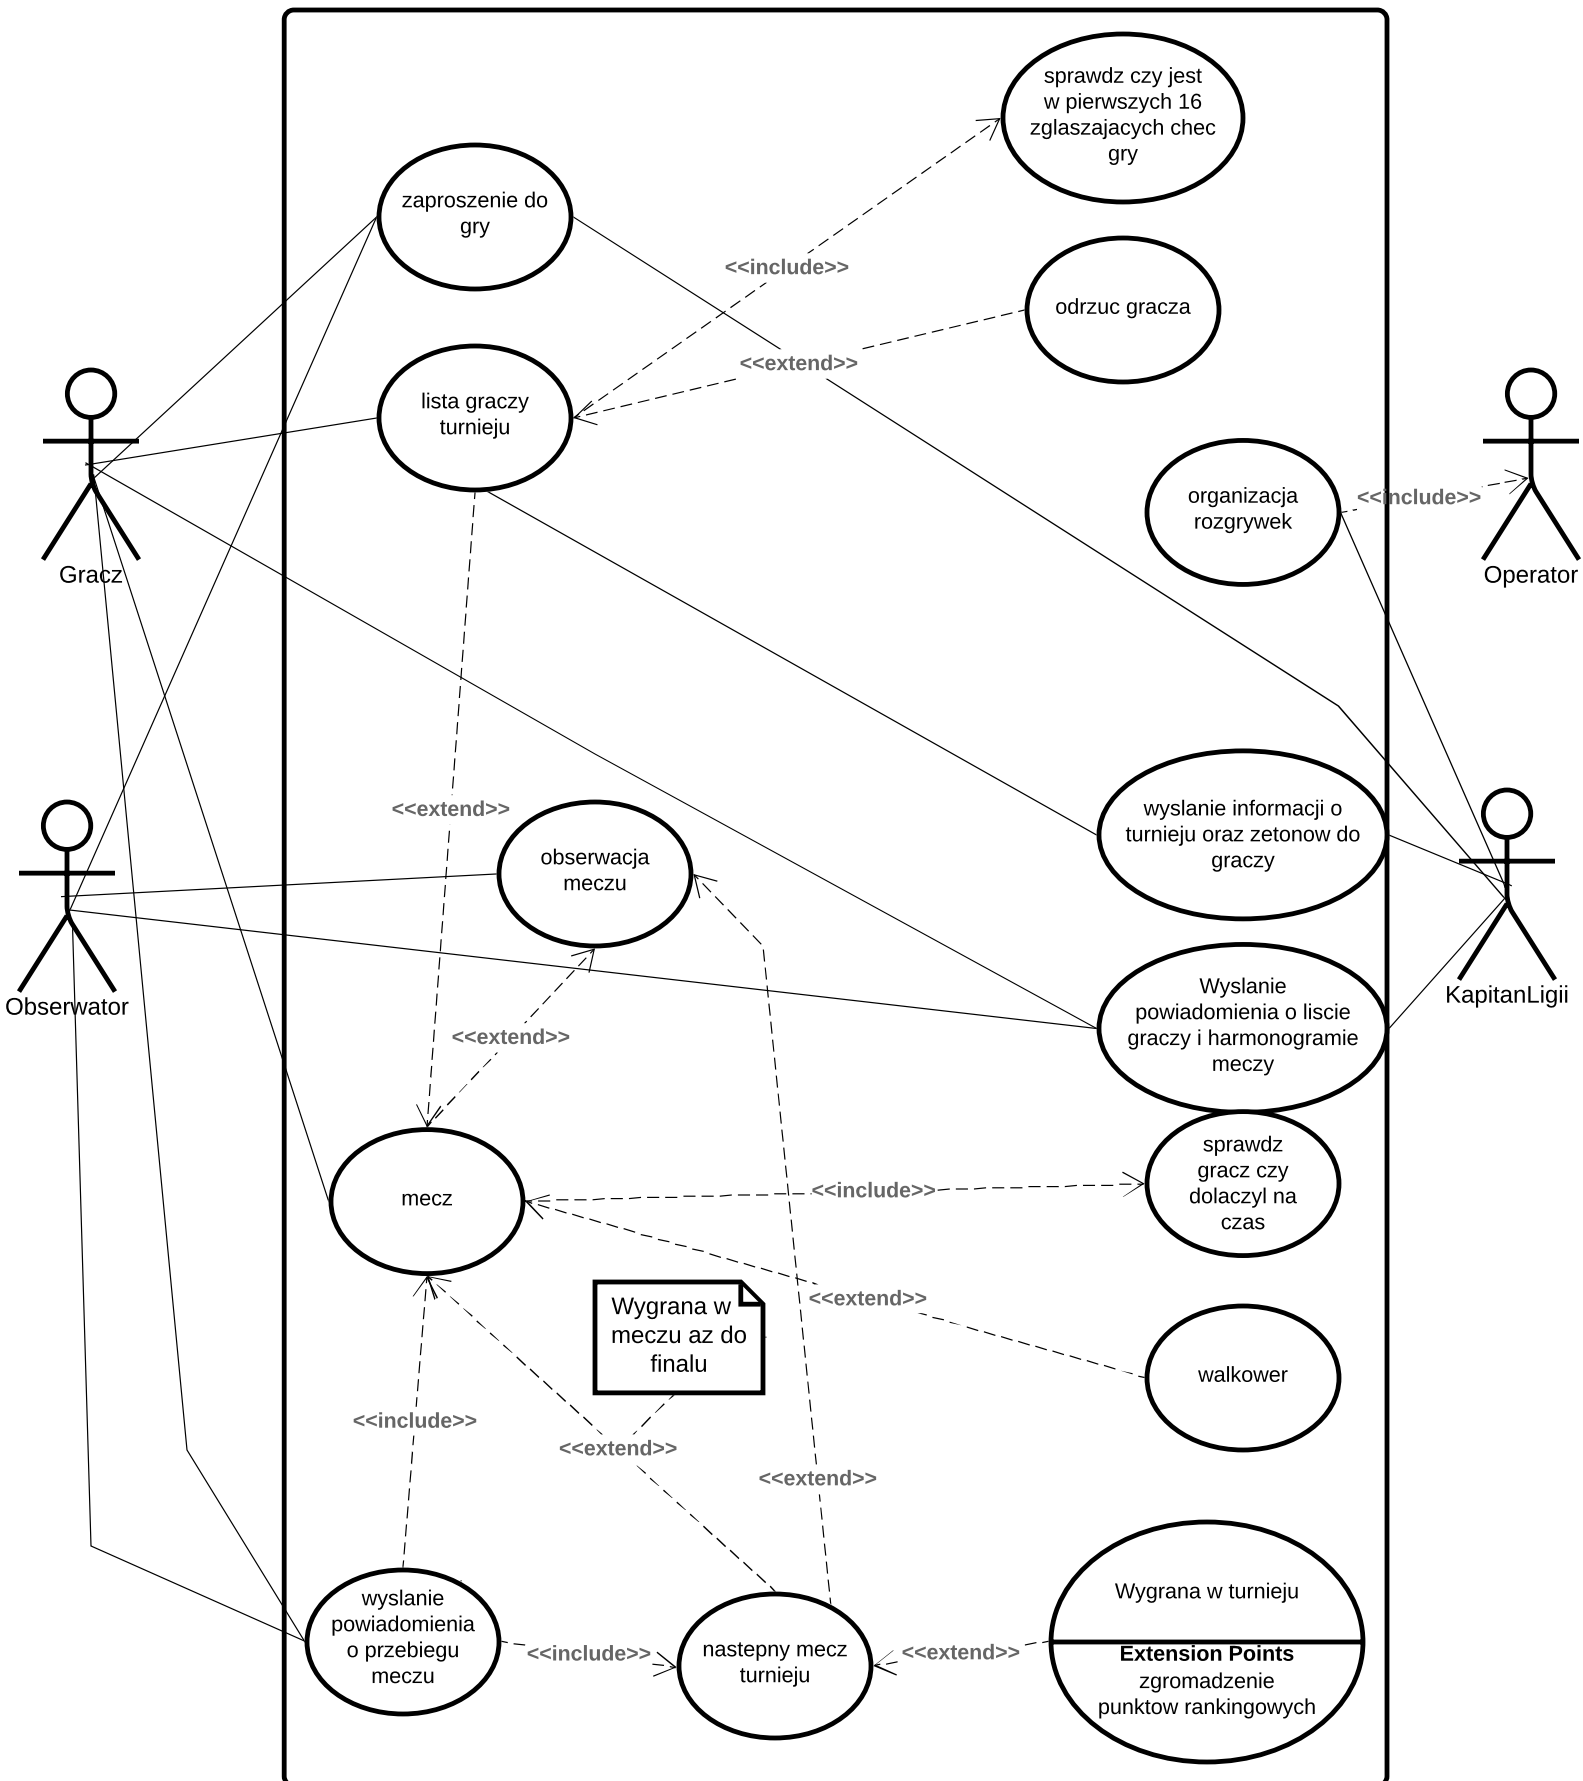 sprawdz czy jest
w pierwszych 16
zglaszajacych chec
gry
zaproszenie do
gry
<<include>>
odrzuc gracza
<<extend>>
lista graczy
turnieju
organizacja
rozgrywek
<<include>>
Gracz
Operator
<<extend>>
wyslanie informacji o
turnieju oraz zetonow do
graczy
obserwacja
meczu
Obserwator
KapitanLigii
Wyslanie
powiadomienia o liscie
graczy i harmonogramie
meczy
<<extend>>
sprawdz
gracz czy
dolaczyl na
czas
mecz
<<include>>
<<extend>>
Wygrana w
meczu az do
finalu
walkower
<<include>>
<<extend>>
<<extend>>
wyslanie
powiadomienia
o przebiegu
meczu
<<include>>
nastepny mecz
turnieju
<<extend>>
Wygrana w turnieju
Extension Points
zgromadzenie
punktow rankingowych